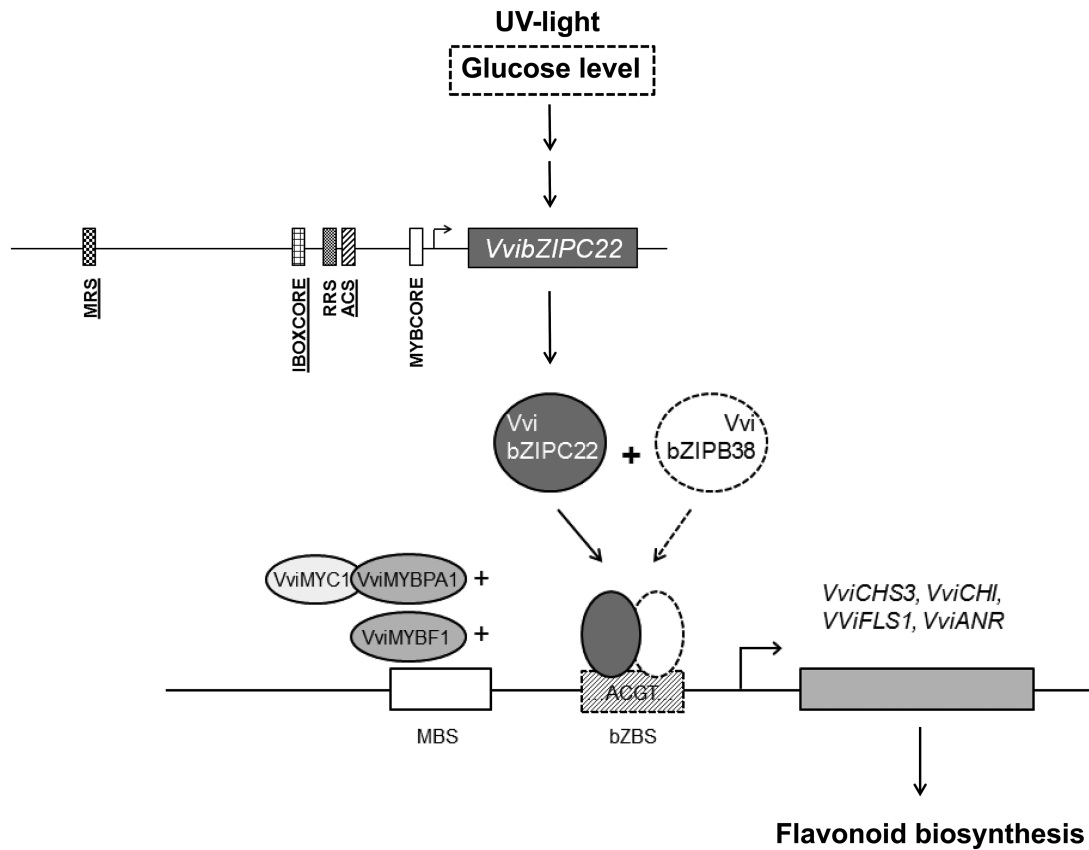 UV-light
Glucose level
VvibZIPC22
MRS
IBOXCORE
RRS
ACS
MYBCORE
Vvi
bZIPC22
+
Vvi
bZIPB38
VviMYC1 VviMYBPA1 +
VviMYBF1 +
VviCHS3, VviCHI,
VViFLS1, VviANR
...ACGT...
MBS
bZBS
Flavonoid biosynthesis